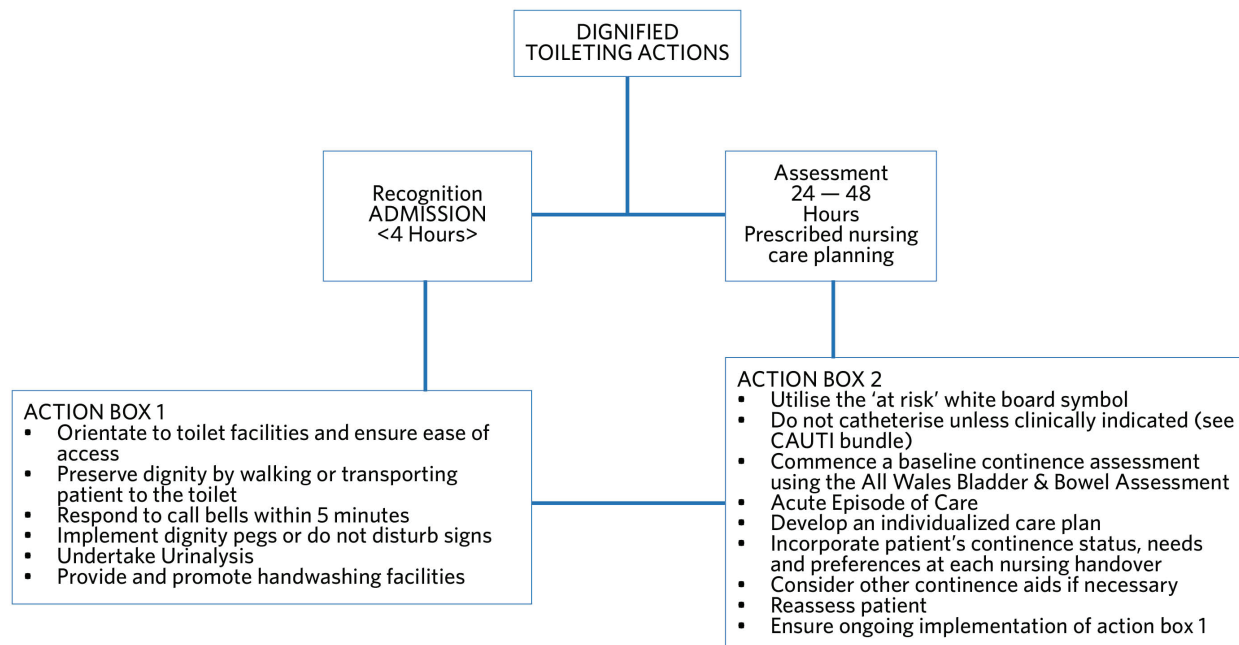 DIGNIFIED
TOILETING ACTIONS
Recognition
ADMISSION
<4 Hours>
Assessment
24 — 48
Hours
Prescribed nursing
care planning
ACTION BOX 1
▪ Orientate to toilet facilities and ensure ease of
access
▪ Preserve dignity by walking or transporting
patient to the toilet
▪ Respond to call bells within 5 minutes
▪ Implement dignity pegs or do not disturb signs
▪ Undertake Urinalysis
▪ Provide and promote handwashing facilities
ACTION BOX 2
▪ Utilise the ‘at risk’ white board symbol
▪ Do not catheterise unless clinically indicated (see
CAUTI bundle)
▪ Commence a baseline continence assessment
using the All Wales Bladder & Bowel Assessment
▪ Acute Episode of Care
▪ Develop an individualized care plan
▪ Incorporate patient’s continence status, needs
and preferences at each nursing handover
▪ Consider other continence aids if necessary
▪ Reassess patient
▪ Ensure ongoing implementation of action box 1